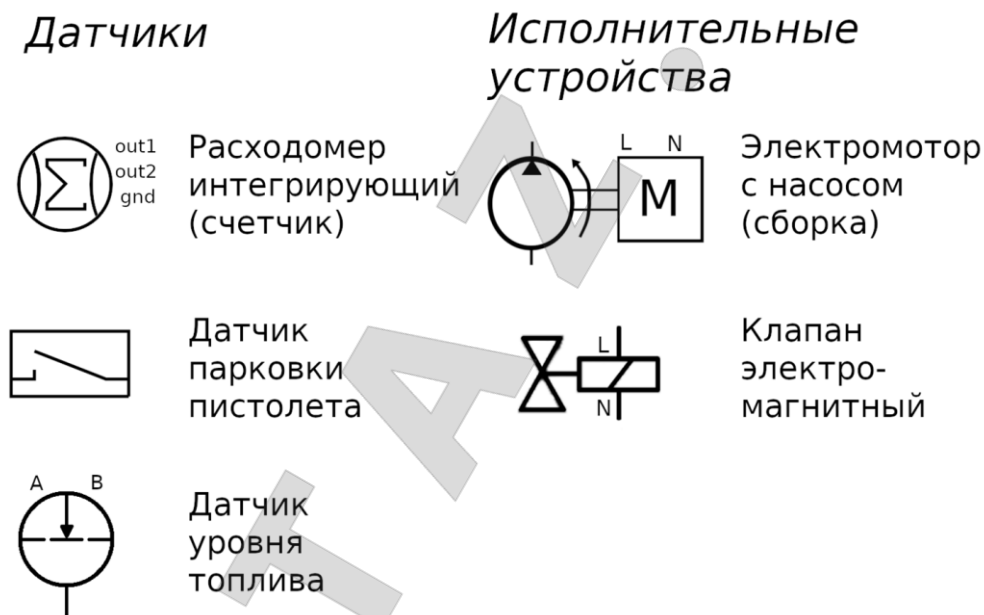 Датчики
Исполнительные
устройства
out1
out2
gnd
Расходомер
интегрирующий
(счетчик)
L N
M
Электромотор
с насосом
(сборка)
Датчик
парковки
пистолета
L
N
Клапан
электро-
магнитный
A B
Датчик
уровня
топлива
TAN